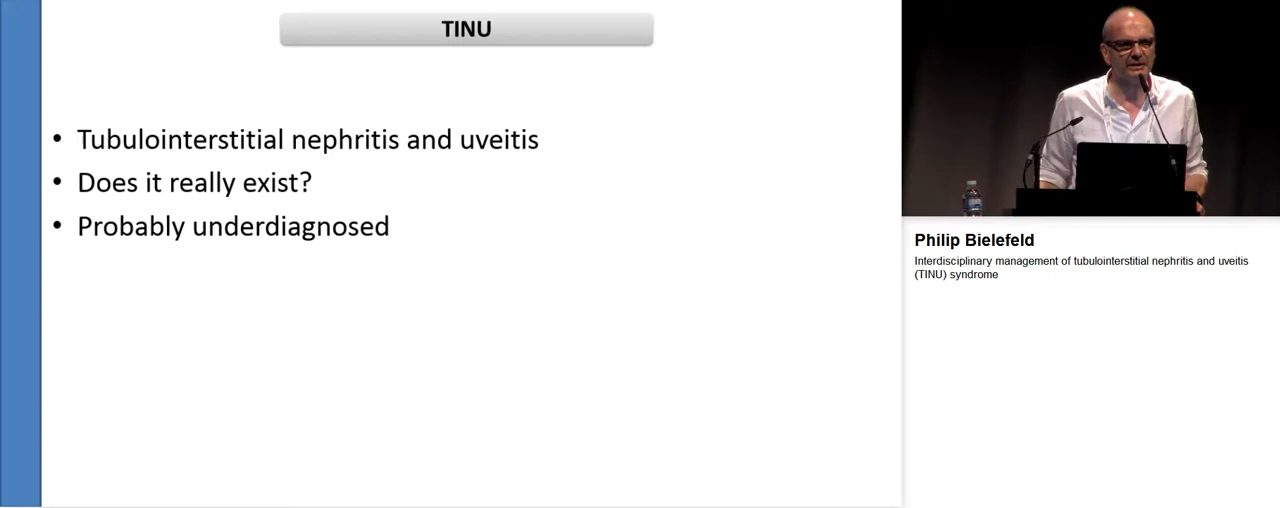 TINU
• Tubulointerstitial nephritis and uveitis
• Does it really exist?
• Probably underdiagnosed
Philip Bielefeld
Interdisciplinary management of tubulointerstitial nephritis and uveitis
(TINU) syndrome